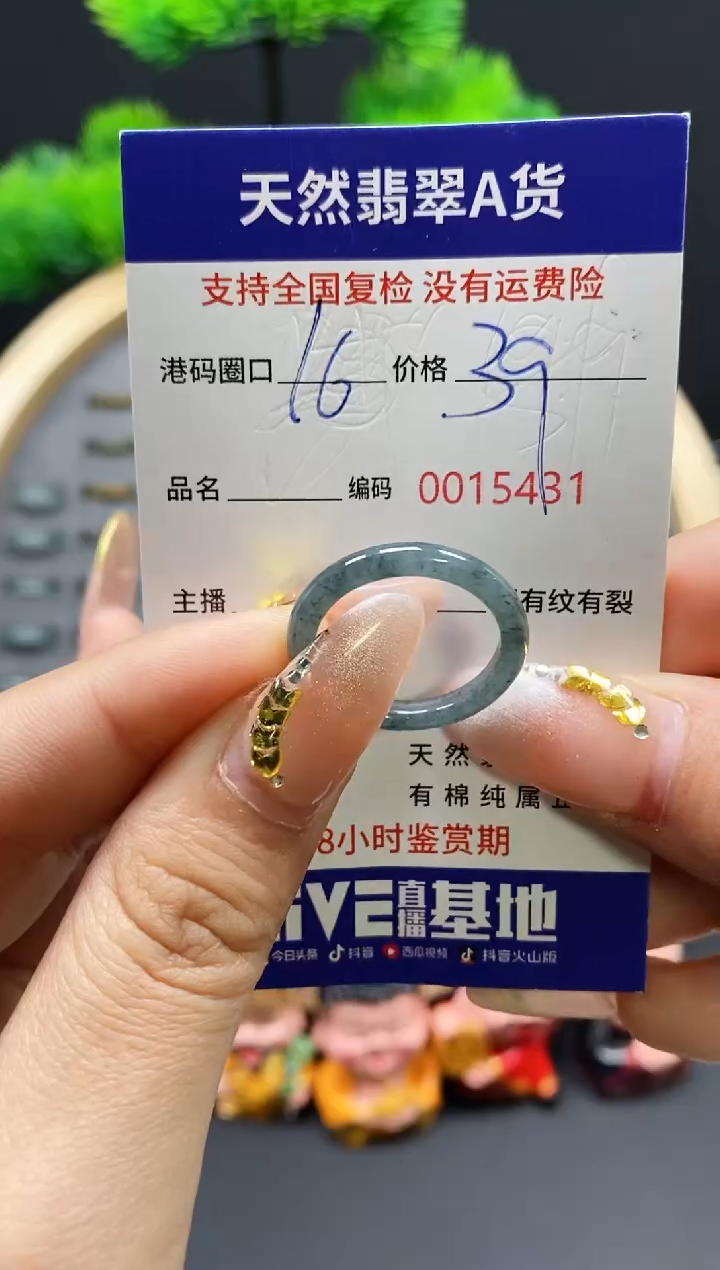 天然翡翠A货
支持全国复检 没有运费险
港码圈口 16 价格 39
品名 编码 0015431
主播 有纹有裂
天然
有棉纯属
8小时鉴赏期
iVE直播基地
今日头条 抖音 西瓜视频 抖音火山版